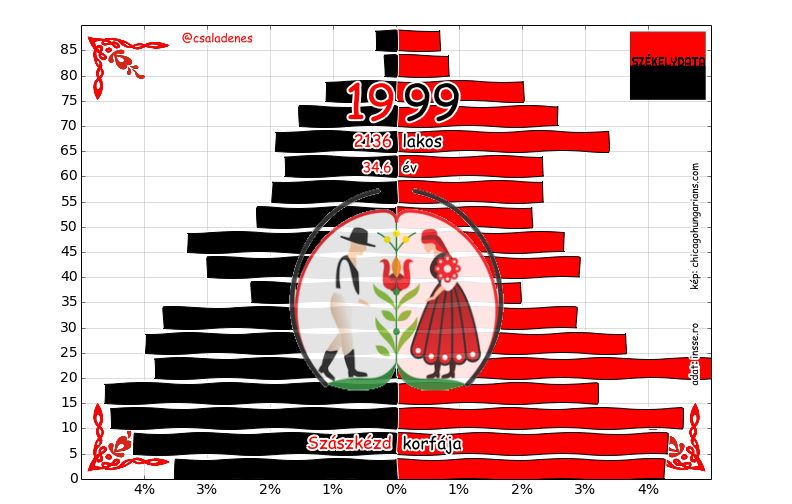 @csaladenes
SZÉKELYDATA
1999
2136 lakos
34.6 év
kép: chicagohungarians.com
adat: insse.ro
Szászkézd korfája
85
80
75
70
65
60
55
50
45
40
35
30
25
20
15
10
5
0
4% 3% 2% 1% 0% 1% 2% 3% 4%